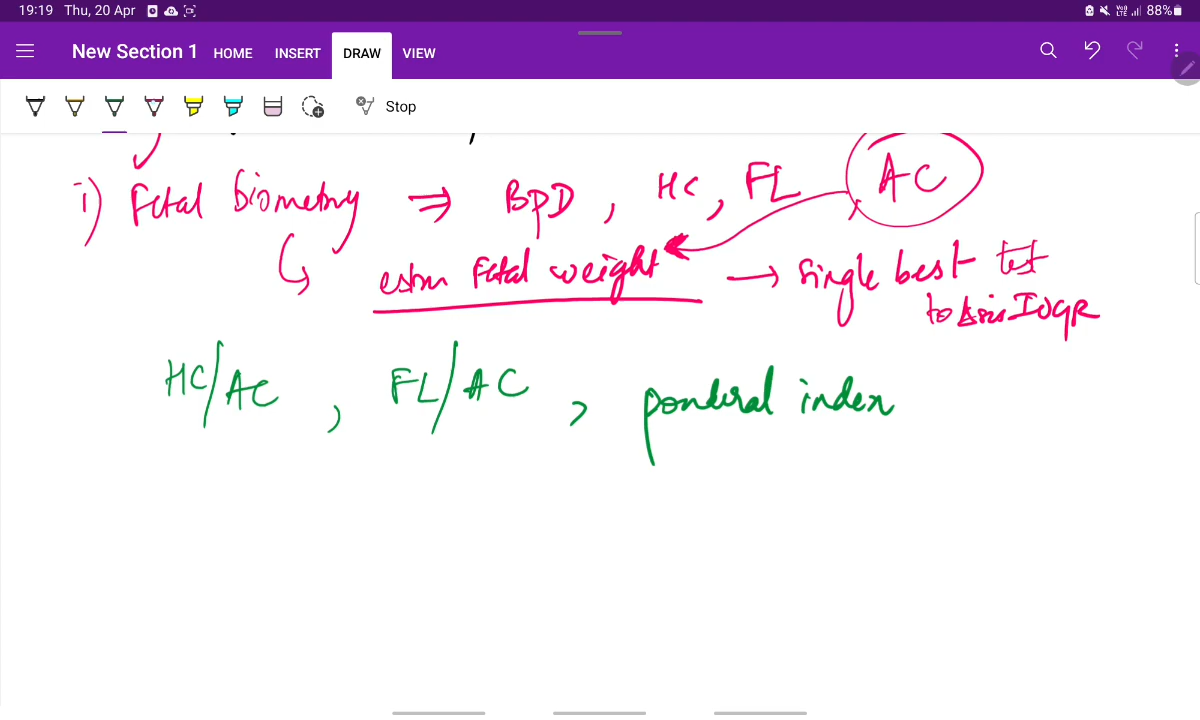 19:19 Thu, 20 Apr 88%
New Section 1 HOME INSERT DRAW VIEW
Stop
i) Fetal biometry ⇒ BPD, HC, FL, AC
estm fetal weight → single best test
to IUGR
HC/AC, FL/AC, ponderal index